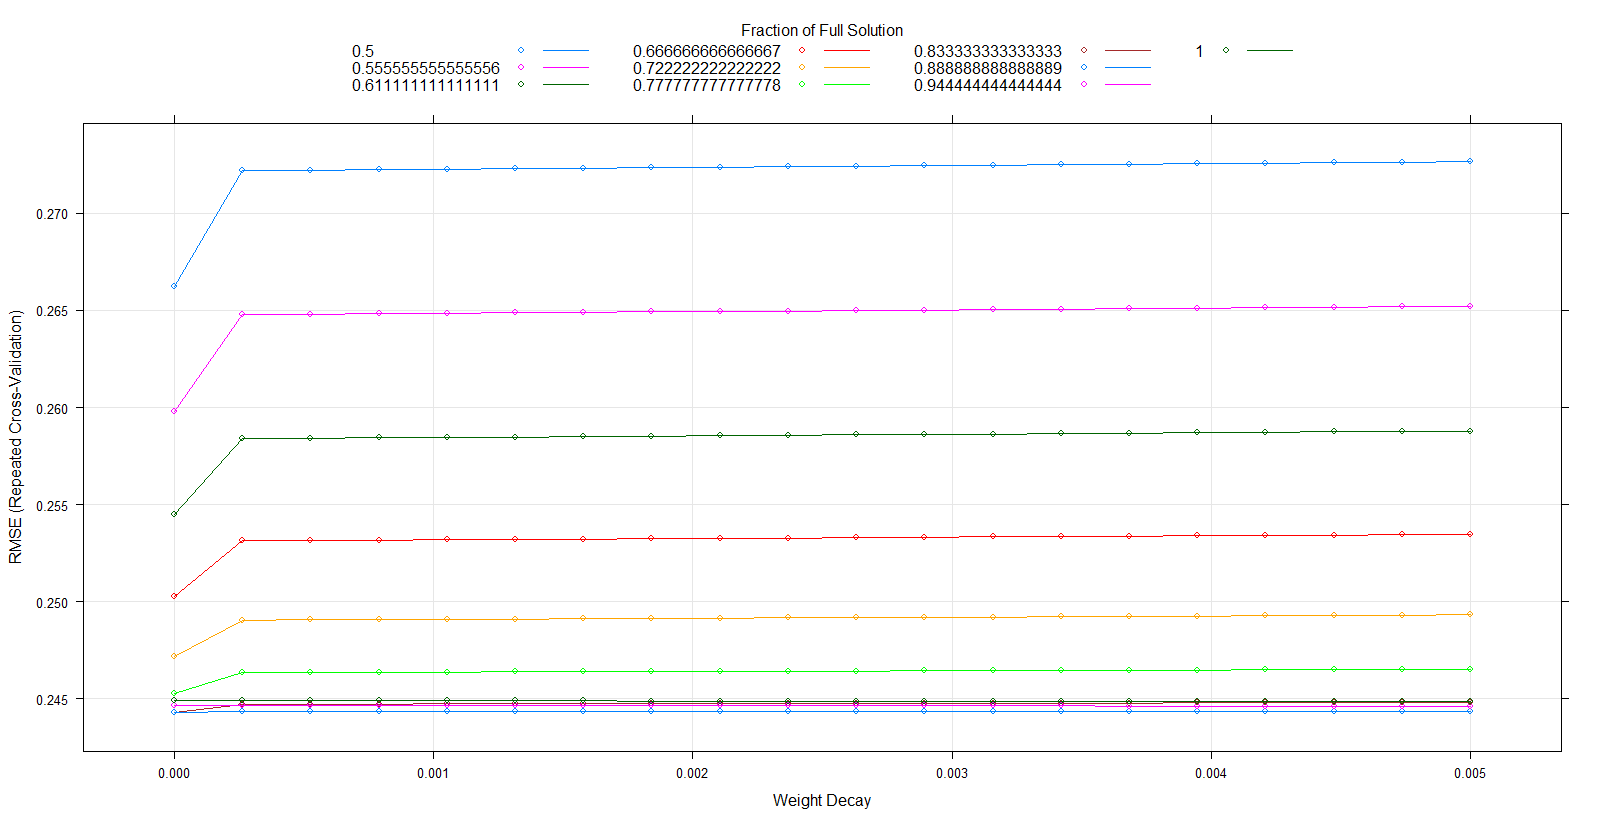 Fraction of Full Solution
0.5 0.666666666666667 0.833333333333333 1
0.555555555555556 0.722222222222222 0.888888888888889
0.611111111111111 0.777777777777778 0.944444444444444
0.270
0.265
0.260
0.255
0.250
0.245
RMSE (Repeated Cross-Validation)
0.000 0.001 0.002 0.003 0.004 0.005
Weight Decay